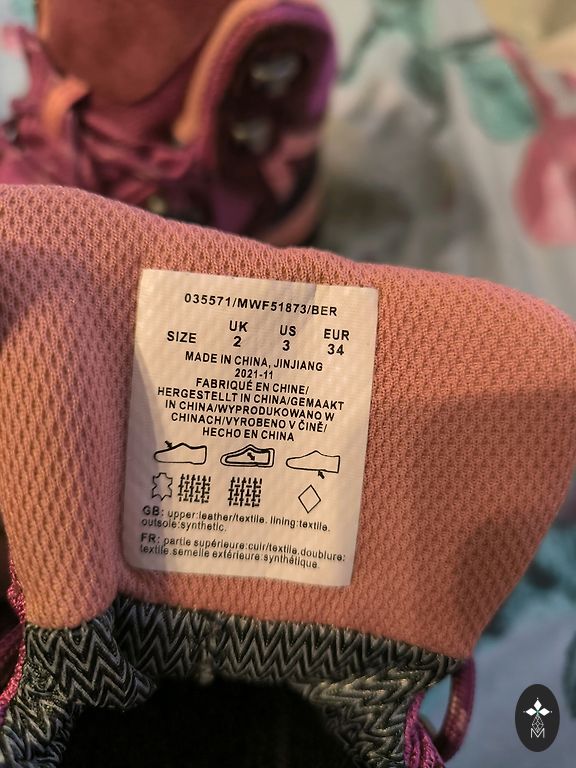 035571/MWF51873/BER
UK US EUR
SIZE 2 3 34
MADE IN CHINA, JINJIANG
2021-11
FABRIQUÉ EN CHINE/
HERGESTELLT IN CHINA/GEMAAKT
IN CHINA/WYPRODUKOWANO W
CHINACH/VYROBENO V ČÍNĚ/
HECHO EN CHINA
GB: upper:leather/textile. lining:textile.
outsole:synthetic.
FR: partie supérieure:cuir/textile.doublure:
textile.semelle extérieure.synthétique.
M